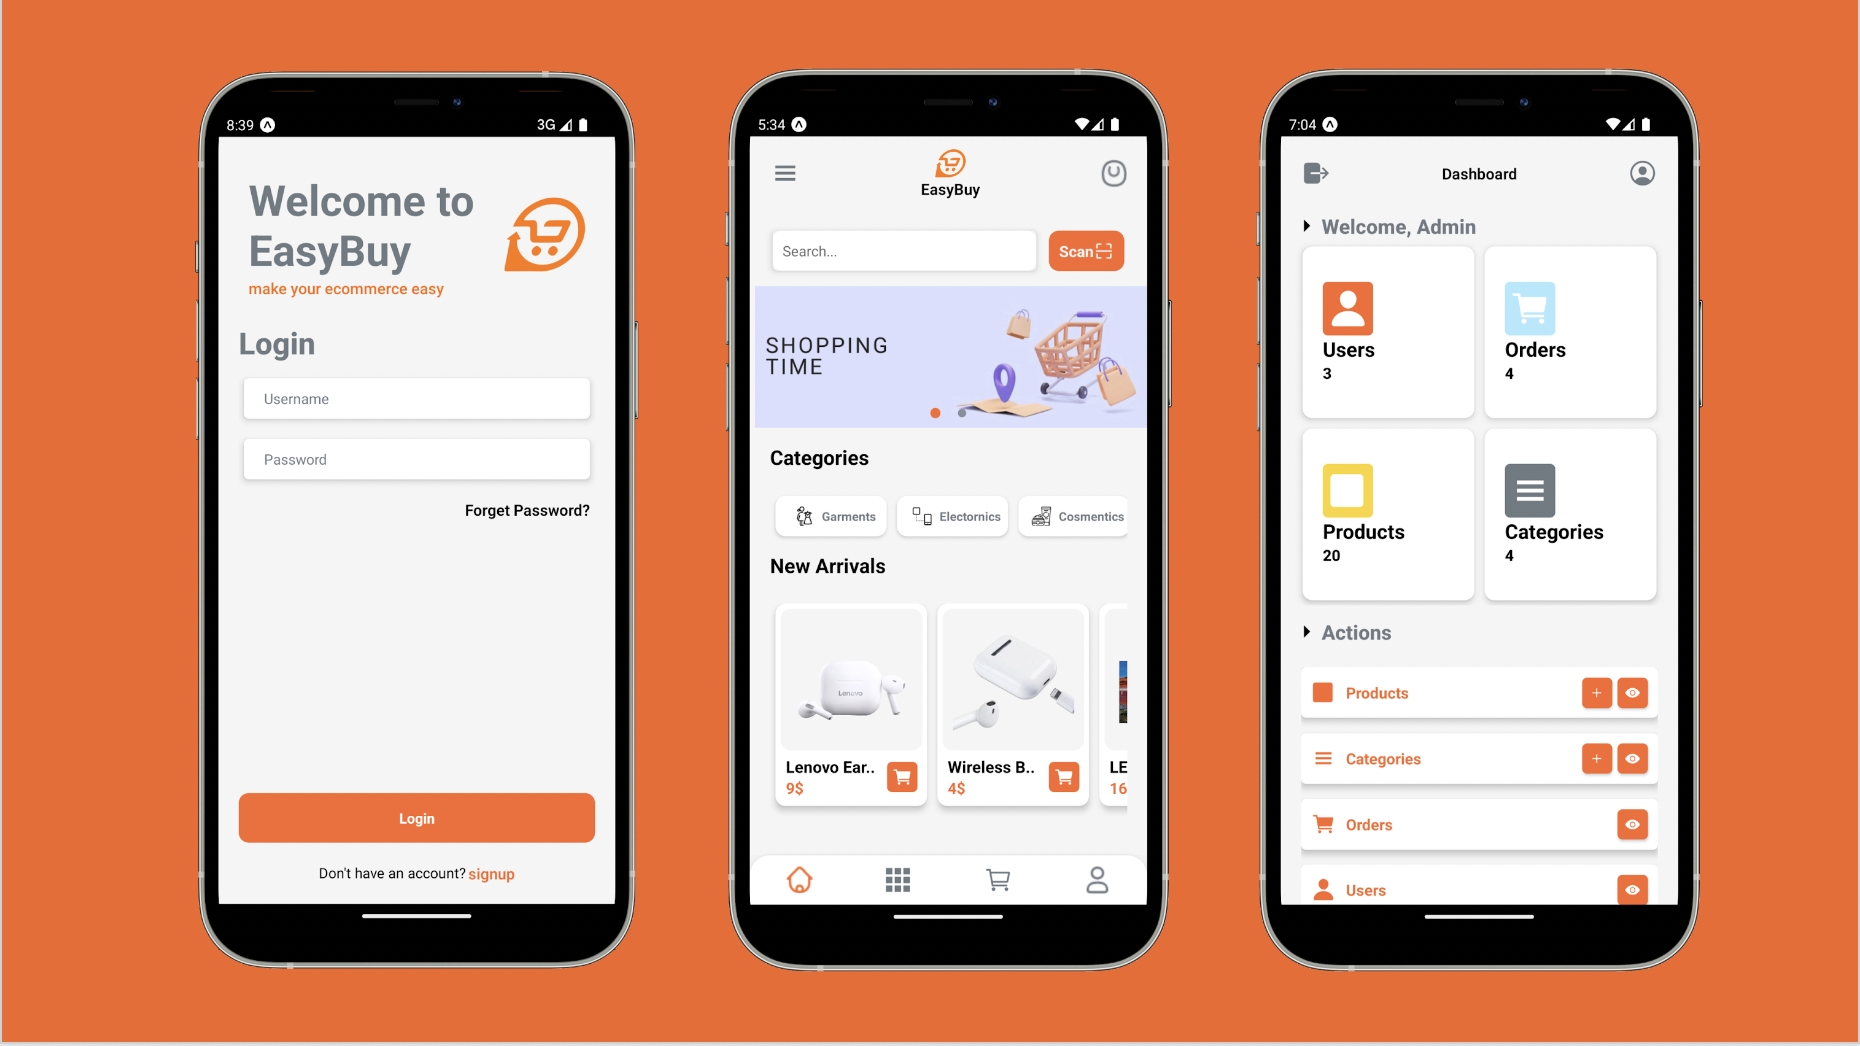 8:39
3G
Welcome to
EasyBuy
make your ecommerce easy
Login
Username
Password
Forget Password?
Login
Don't have an account? signup
5:34
EasyBuy
Search...
Scan
SHOPPING
TIME
Categories
Garments
Electornics
Cosmentics
New Arrivals
Lenovo
Lenovo Ear..
9$
Wireless B..
4$
LE
16
7:04
Dashboard
Welcome, Admin
Users
3
Orders
4
Products
20
Categories
4
Actions
Products
Categories
Orders
Users